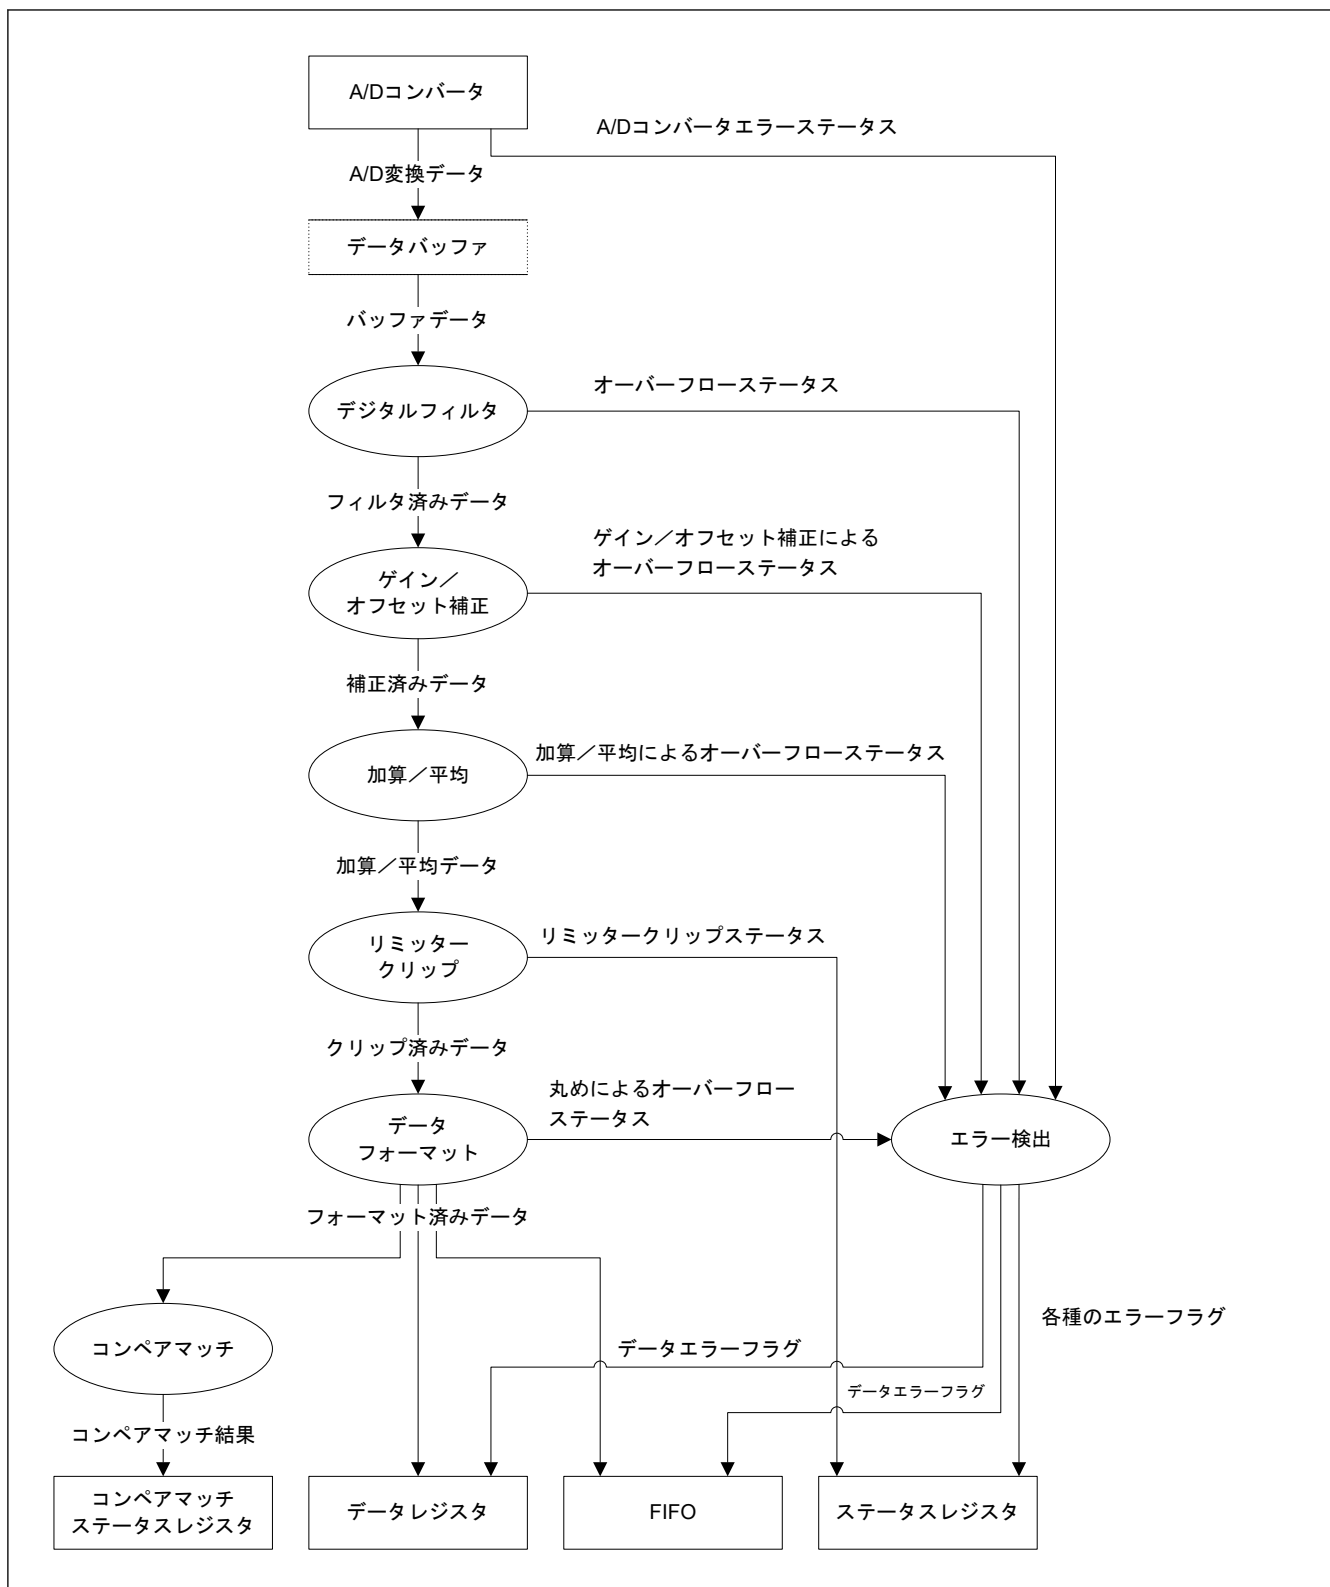 A/Dコンバータ
A/Dコンバータエラーステータス
A/D変換データ
データバッファ
バッファデータ
オーバーフローステータス
デジタルフィルタ
フィルタ済みデータ
ゲイン／オフセット補正による
オーバーフローステータス
ゲイン／
オフセット補正
補正済みデータ
加算／平均によるオーバーフローステータス
加算／平均
加算／平均データ
リミッタークリップステータス
リミッター
クリップ
クリップ済みデータ
丸めによるオーバーフロー
ステータス
データ
フォーマット
エラー検出
フォーマット済みデータ
各種のエラーフラグ
コンペアマッチ
データエラーフラグ
データエラーフラグ
コンペアマッチ結果
コンペアマッチ
ステータスレジスタ
データレジスタ
FIFO
ステータスレジスタ